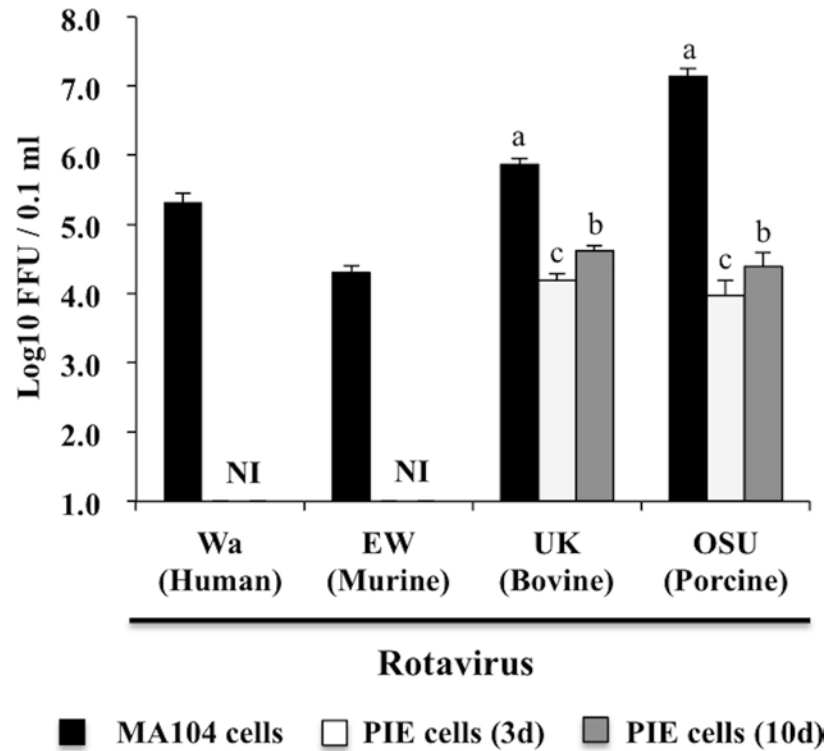 8.0
7.0
6.0
5.0
4.0
3.0
2.0
1.0
Log10 FFU / 0.1 ml
NI
NI
a
c
b
a
c
b
Wa
(Human)
EW
(Murine)
UK
(Bovine)
OSU
(Porcine)
Rotavirus
MA104 cells
PIE cells (3d)
PIE cells (10d)